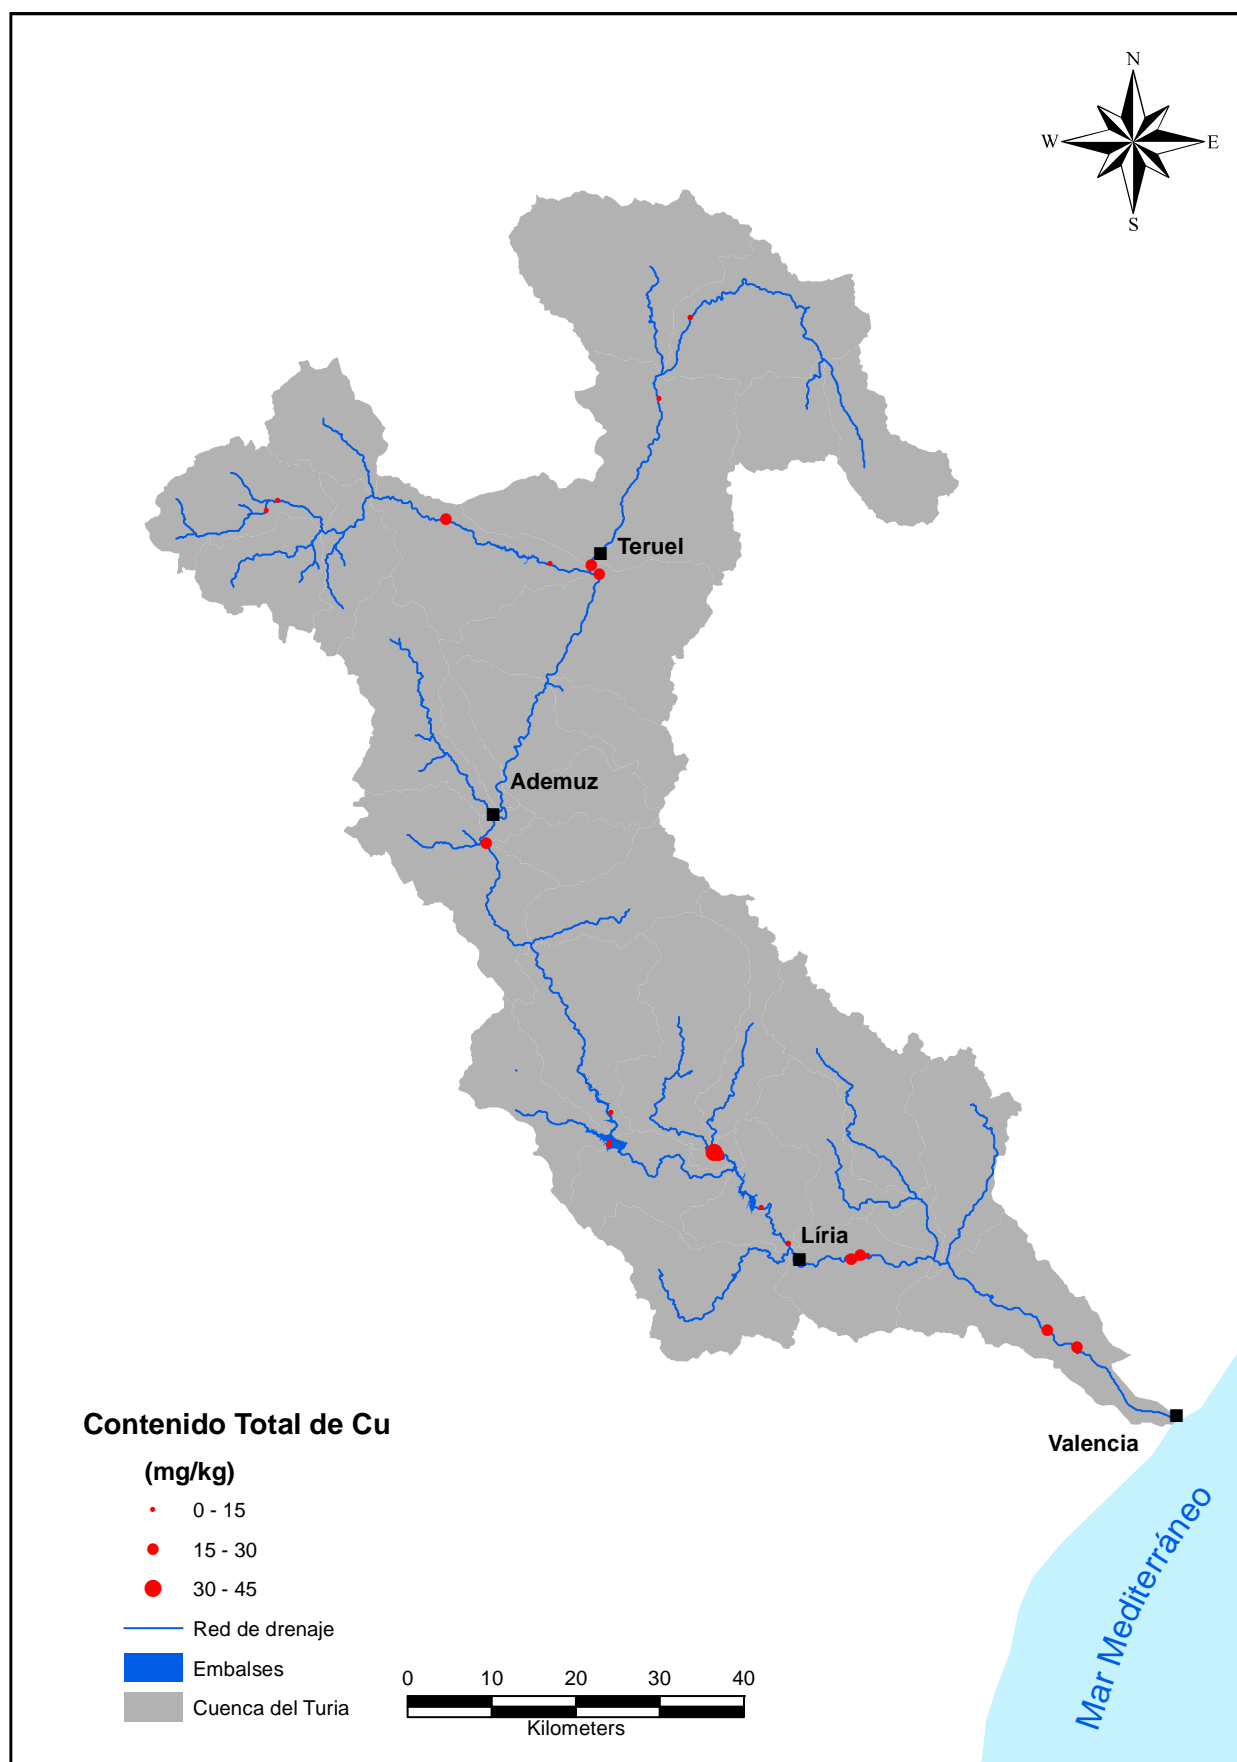 N
W E
S
Teruel
Ademuz
Líria
Valencia
Mar Mediterráneo
Contenido Total de Cu
(mg/kg)
0 - 15
15 - 30
30 - 45
Red de drenaje
Embalses
Cuenca del Turia
0 10 20 30 40
Kilometers